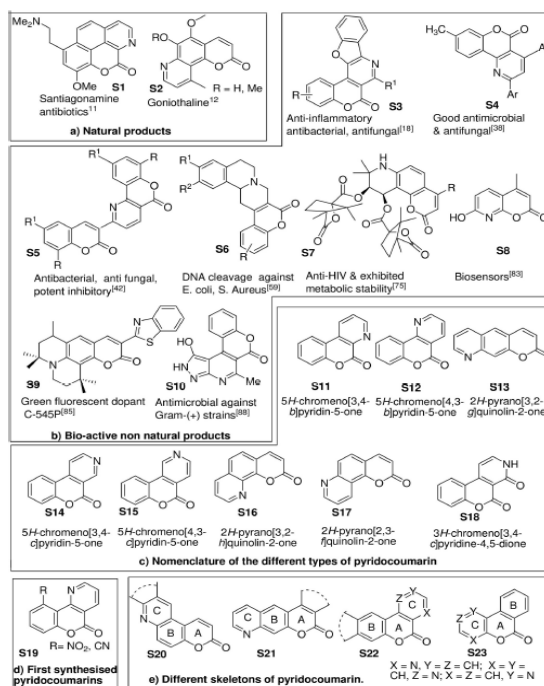 Me₂N
N
O
O
OMe
S1
Santiagonamine
antibiotics¹¹
OMe
RO
O
O
N
Me
S2
R = H, Me
Goniothaline¹²
a) Natural products
O
N
R¹
R
O
O
S3
Anti-inflammatory
antibacterial, antifungal[18]
H₃C
O
O
N
Ar
S4
Good antimicrobial
& antifungal[38]
R¹
R
O
O
N
R¹
O
O
R
S5
Antibacterial, anti fungal,
potent inhibitory[42]
R¹
R²
N
O
O
R
S6
DNA cleavage against
E. coli, S. Aureus[59]
HN
R
O
O
S7
Anti-HIV & exhibited
metabolic stability[75]
HO
N
O
O
S8
Biosensors[83]
N
S
N
O
O
S9
Green fluorescent dopant
C-545P[85]
HO
HN
N
N
Me
O
O
S10
Antimicrobial against
Gram-(+) strains[88]
b) Bio-active non natural products
N
O
O
S11
5H-chromeno[3,4-
b]pyridin-5-one
N
O
O
S12
5H-chromeno[4,3-
b]pyridin-5-one
N
O
O
S13
2H-pyrano[3,2-
g]quinolin-2-one
N
O
O
S14
5H-chromeno[3,4-
c]pyridin-5-one
N
O
O
S15
5H-chromeno[4,3-
c]pyridin-5-one
N
O
O
S16
2H-pyrano[3,2-
h]quinolin-2-one
N
O
O
S17
2H-pyrano[2,3-
f]quinolin-2-one
NH
O
O
O
S18
3H-chromeno[3,4-
c]pyridine-4,5-dione
c) Nomenclature of the different types of pyridocoumarin
R
N
O
O
S19
R= NO₂, CN
d) First synthesised
pyridocoumarins
C
N
B
A
O
O
S20
C
B
A
N
O
O
S21
Z
Y
C
X
B
A
O
O
S22
B
Y
Z
C
X
A
O
O
S23
X = N, Y = Z = CH; X = Y =
CH, Z = N; X = Z = CH, Y = N
e) Different skeletons of pyridocoumarin.